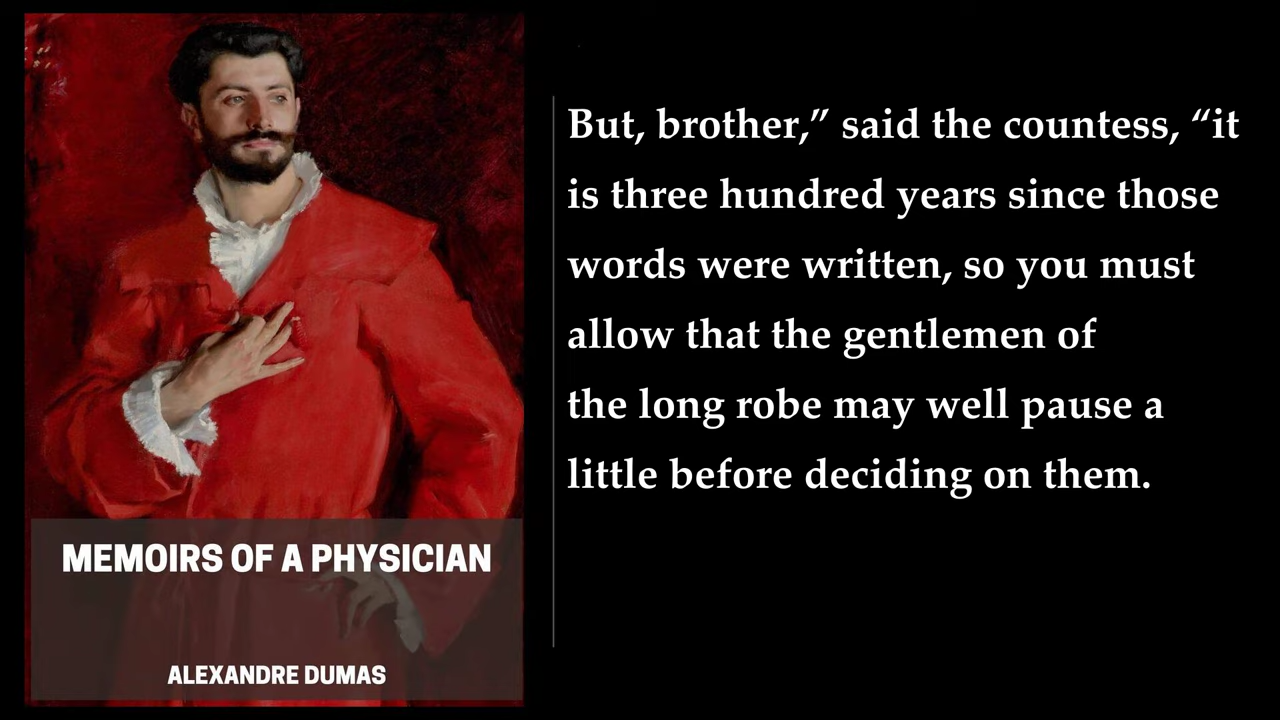 But, brother,” said the countess, “it
is three hundred years since those
words were written, so you must
allow that the gentlemen of
the long robe may well pause a
little before deciding on them.
MEMOIRS OF A PHYSICIAN
ALEXANDRE DUMAS